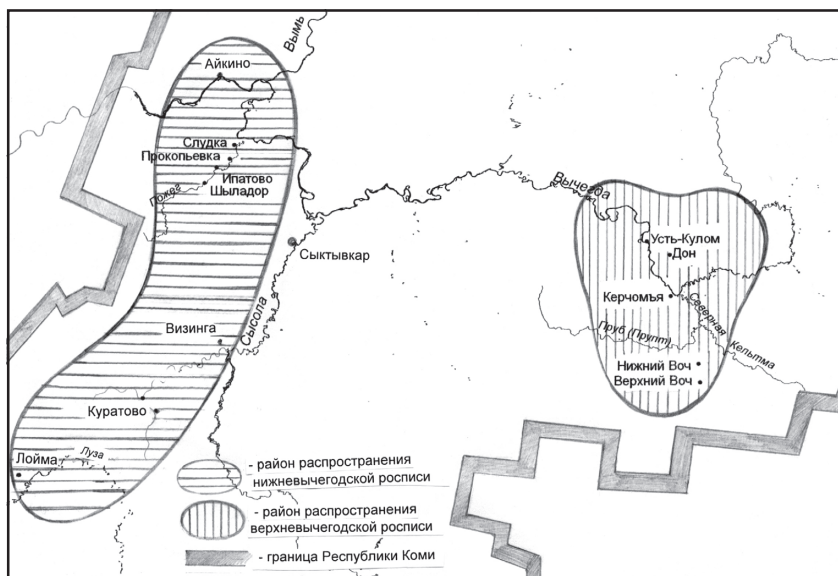 Вымь
Айкино
Слудка
Прокопьевка
Ипатово
Шыладор
Пожег
Вычегда
Усть-Кулом
Дон
Сыктывкар
Керчомъя
Северная
Кельтма
Сысола
Визинга
Пруб (Прупт)
Нижний Воч
Верхний Воч
Куратово
Лойма
Луза
- район распространения
нижневычегодской росписи
- район распространения
верхневычегодской росписи
- граница Республики Коми